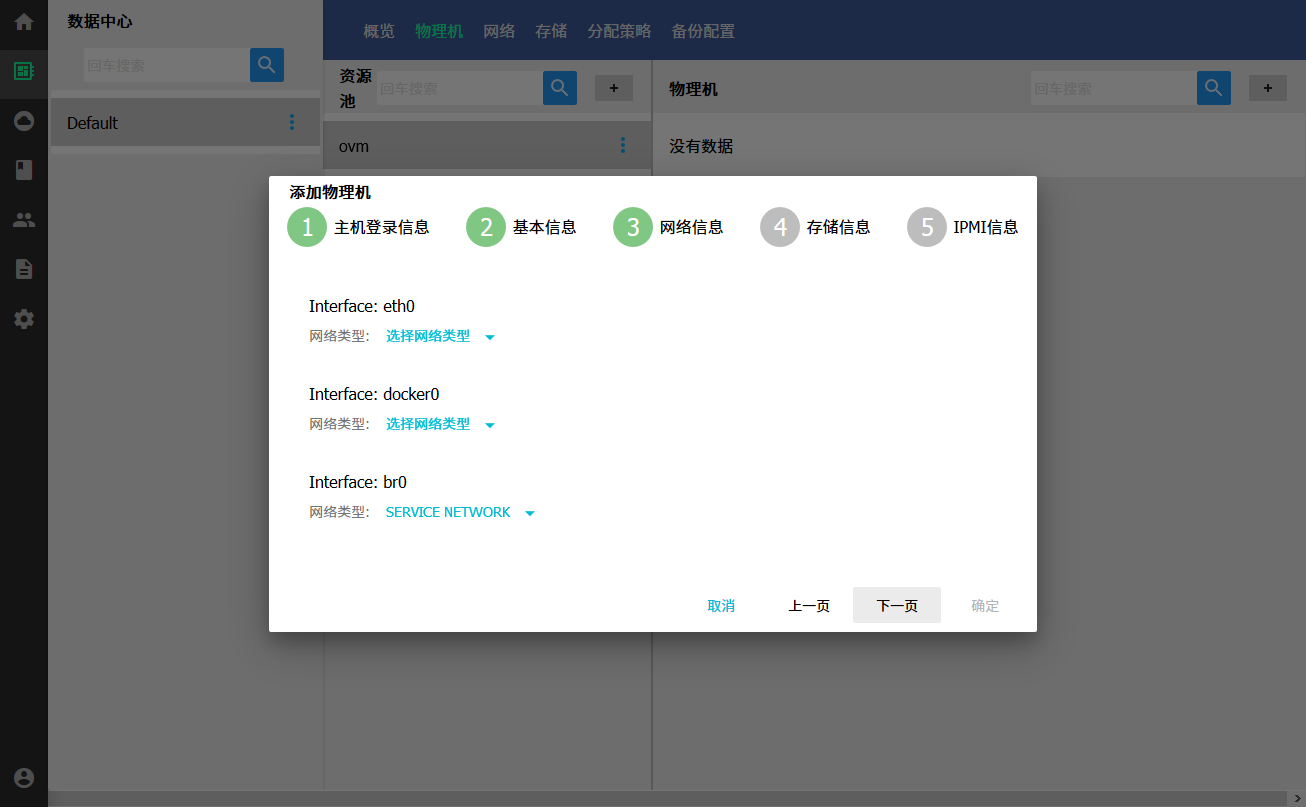 数据中心
回车搜索
Default
概览 物理机 网络 存储 分配策略 备份配置
资源池
回车搜索
+
ovm
物理机
回车搜索
+
没有数据
添加物理机
1 主机登录信息 2 基本信息 3 网络信息 4 存储信息 5 IPMI信息
Interface: eth0
网络类型: 选择网络类型
Interface: docker0
网络类型: 选择网络类型
Interface: br0
网络类型: SERVICE NETWORK
取消 上一页 下一页 确定